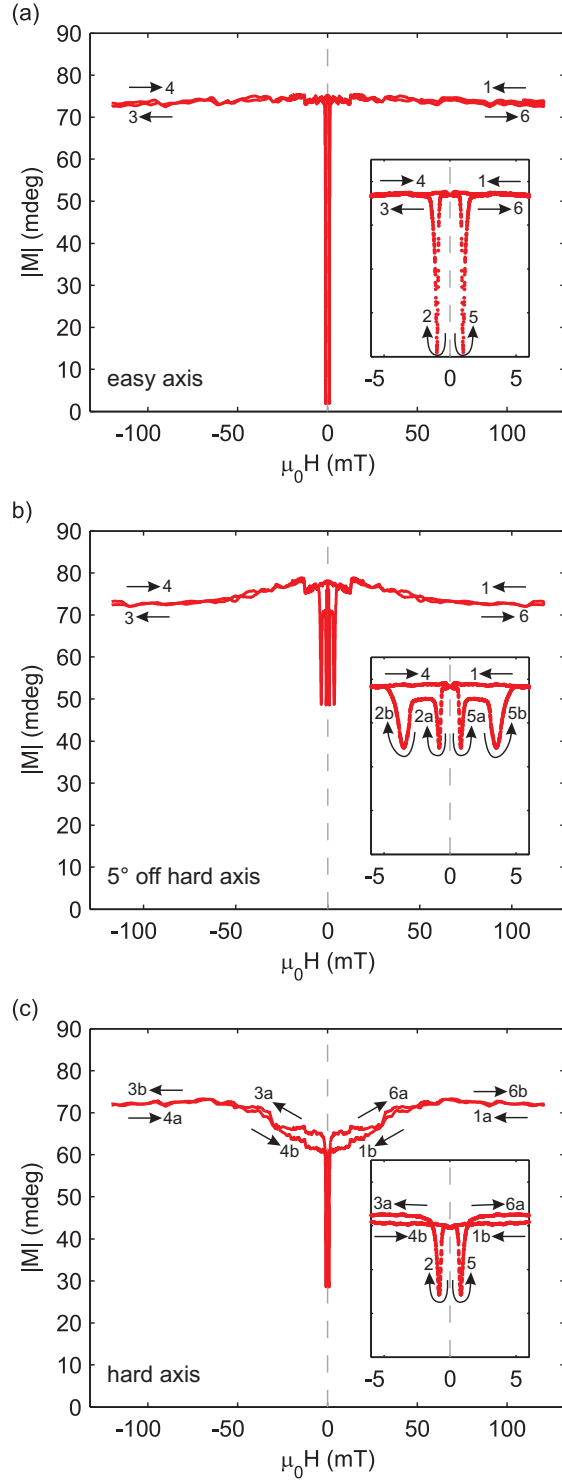 (a)
90
80
70
60
50
40
30
20
10
0
|M| (mdeg)
4
3
1
6
4
1
3
6
2
5
-5 0 5
easy axis
-100 -50 0 50 100
μ0H (mT)
b)
90
80
70
60
50
40
30
20
10
0
|M| (mdeg)
4
3
1
6
4
1
2b 2a 5a 5b
-5 0 5
5° off hard axis
-100 -50 0 50 100
μ0H (mT)
(c)
90
80
70
60
50
40
30
20
10
0
|M| (mdeg)
3b
4a
3a
4b
6a
1b
6b
1a
3a 6a
4b 1b
2 5
-5 0 5
hard axis
-100 -50 0 50 100
μ0H (mT)